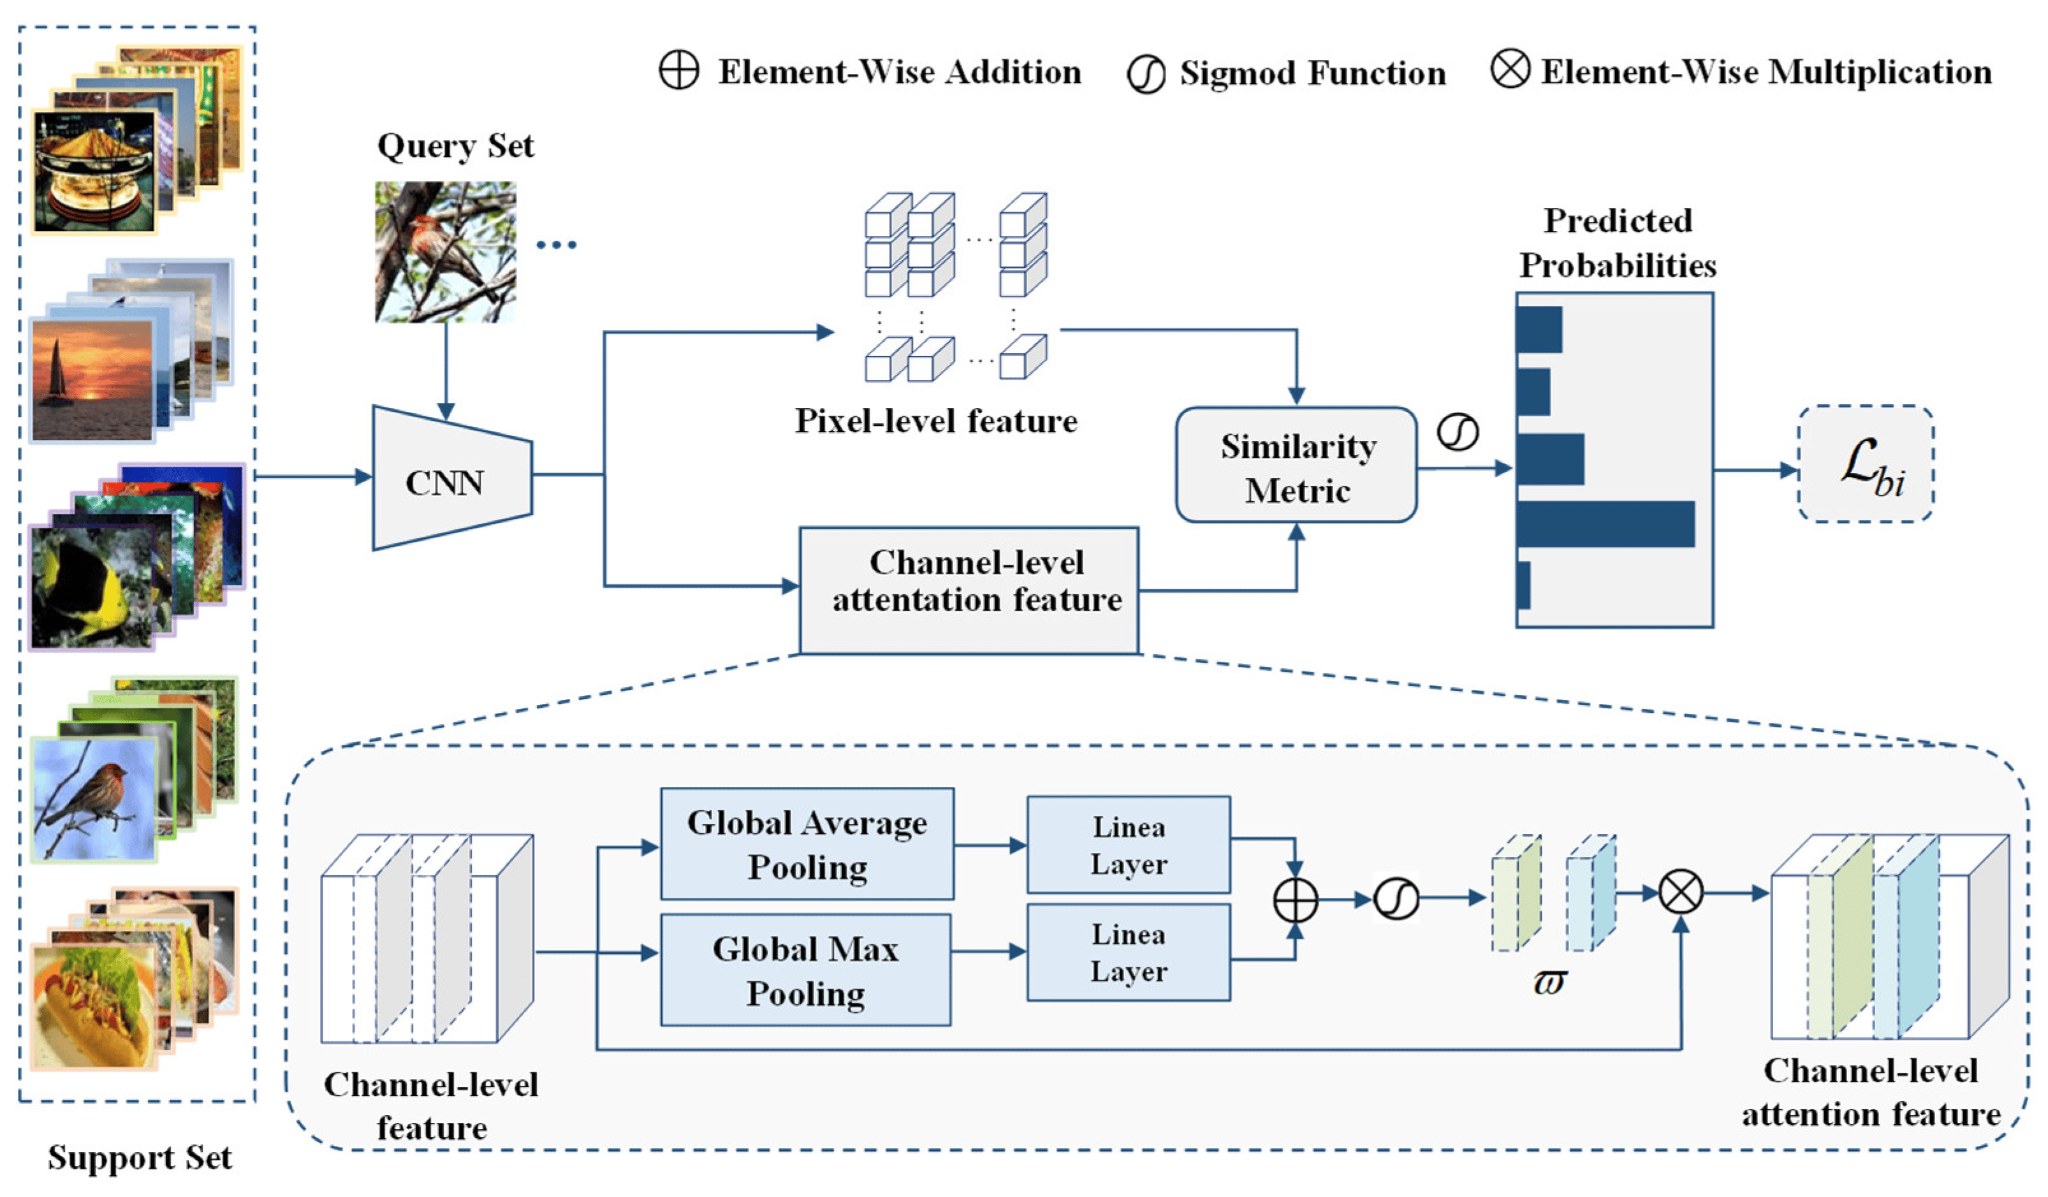 Element-Wise Addition
Sigmod Function
Element-Wise Multiplication
Query Set
Predicted
Probabilities
Pixel-level feature
CNN
Similarity
Metric
ℒbi
Channel-level
attentation feature
Global Average
Pooling
Linea
Layer
Global Max
Pooling
Linea
Layer
ϖ
Channel-level
feature
Channel-level
attention feature
Support Set